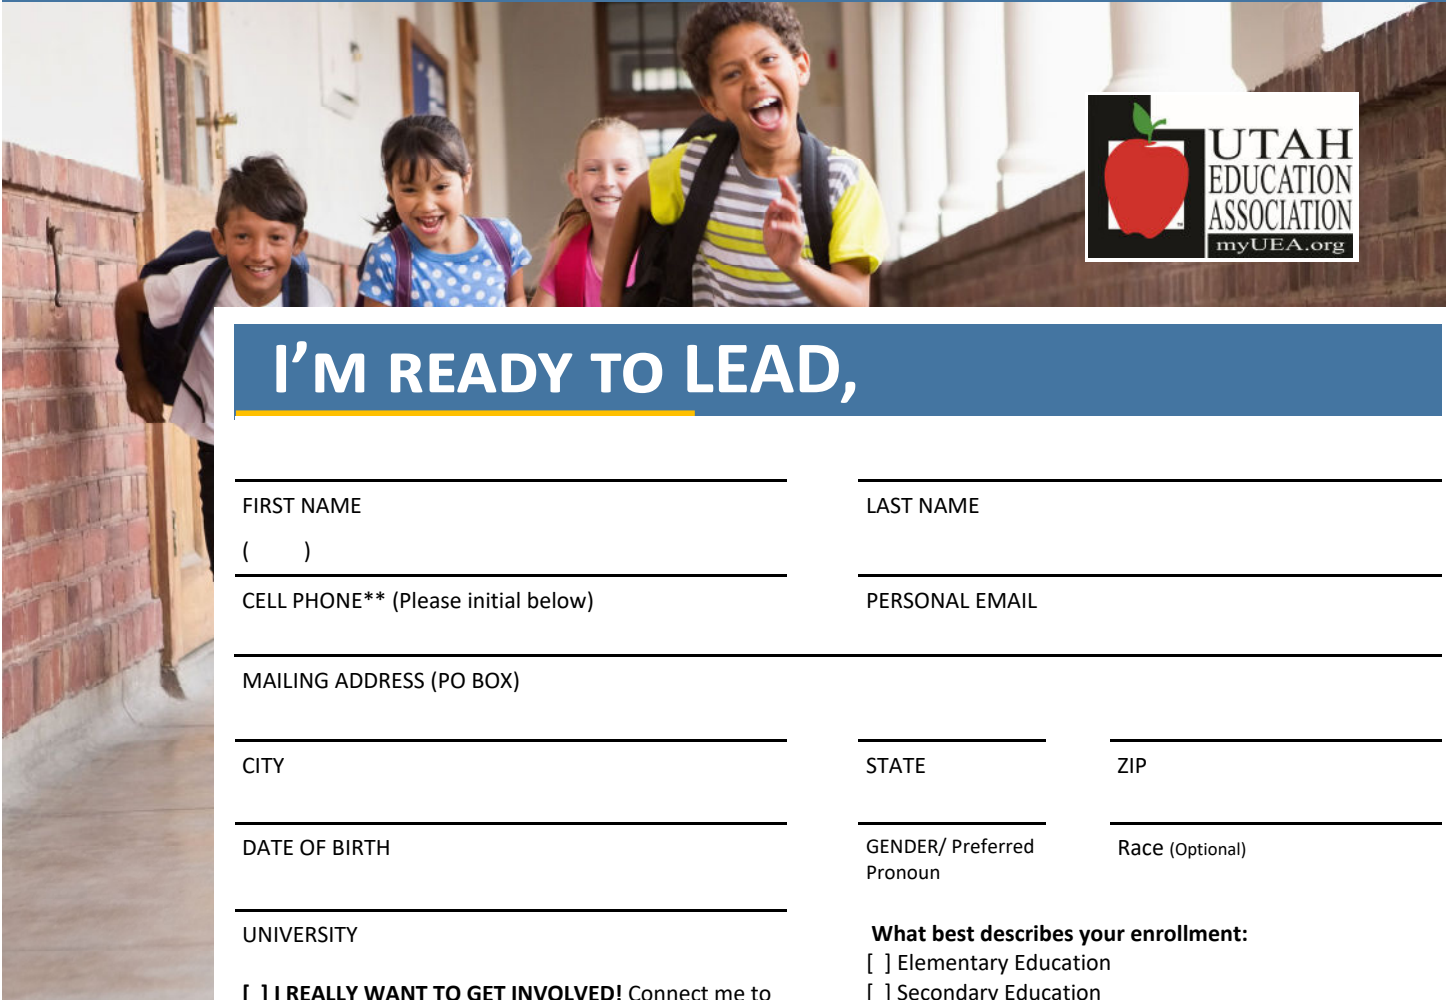 UTAH
EDUCATION
ASSOCIATION
myUEA.org
I’M READY TO LEAD,
FIRST NAME
LAST NAME
( )
CELL PHONE** (Please initial below)
PERSONAL EMAIL
MAILING ADDRESS (PO BOX)
CITY
STATE
ZIP
DATE OF BIRTH
GENDER/ Preferred
Pronoun
Race (Optional)
UNIVERSITY
What best describes your enrollment:
[ ] Elementary Education
[ ] Secondary Education
[ ] I REALLY WANT TO GET INVOLVED! Connect me to